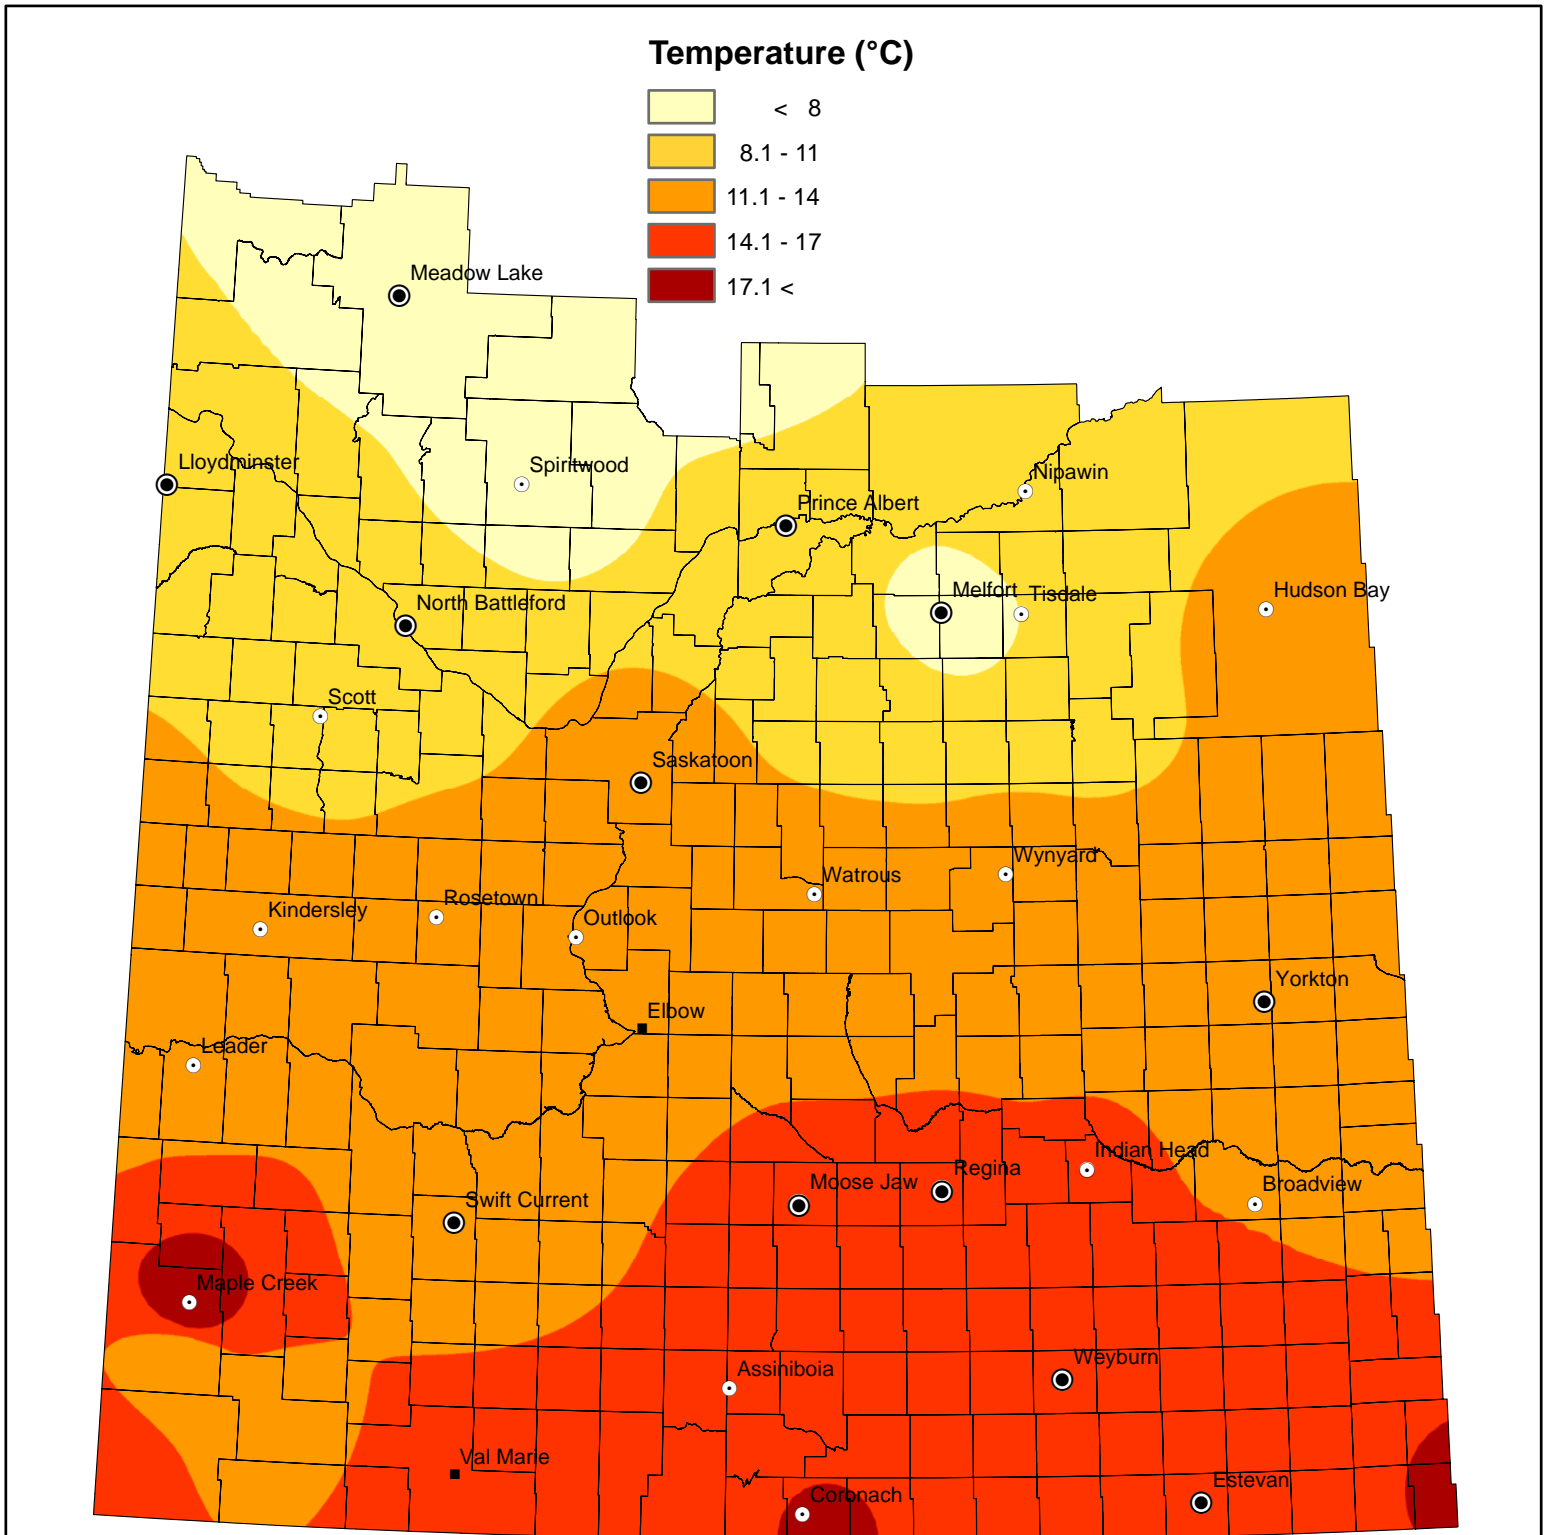 Temperature (°C)
< 8
8.1 - 11
11.1 - 14
14.1 - 17
17.1 <
Meadow Lake
Lloydminster
Spiritwood
Nipawin
Prince Albert
Melfort
Tisdale
Hudson Bay
North Battleford
Scott
Saskatoon
Wynyard
Watrous
Rosetown
Kindersley
Outlook
Yorkton
Elbow
Leader
Indian Head
Regina
Moose Jaw
Broadview
Swift Current
Maple Creek
Weyburn
Assiniboia
Val Marie
Estevan
Coronach